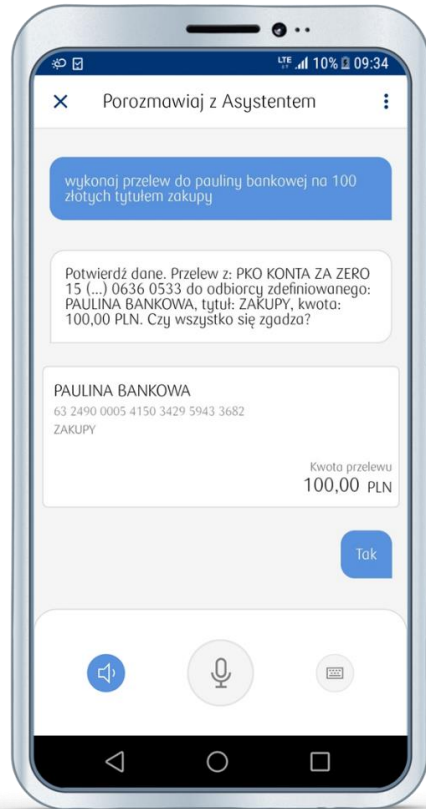 LTE 10% 09:34
Porozmawiaj z Asystentem
wykonaj przelew do pauliny bankowej na 100
złotych tytułem zakupy
Potwierdź dane. Przelew z: PKO KONTA ZA ZERO
15 (...) 0636 0533 do odbiorcy zdefiniowanego:
PAULINA BANKOWA, tytuł: ZAKUPY, kwota:
100,00 PLN. Czy wszystko się zgadza?
PAULINA BANKOWA
63 2490 0005 4150 3429 5943 3682
ZAKUPY
Kwota przelewu
100,00 PLN
Tak